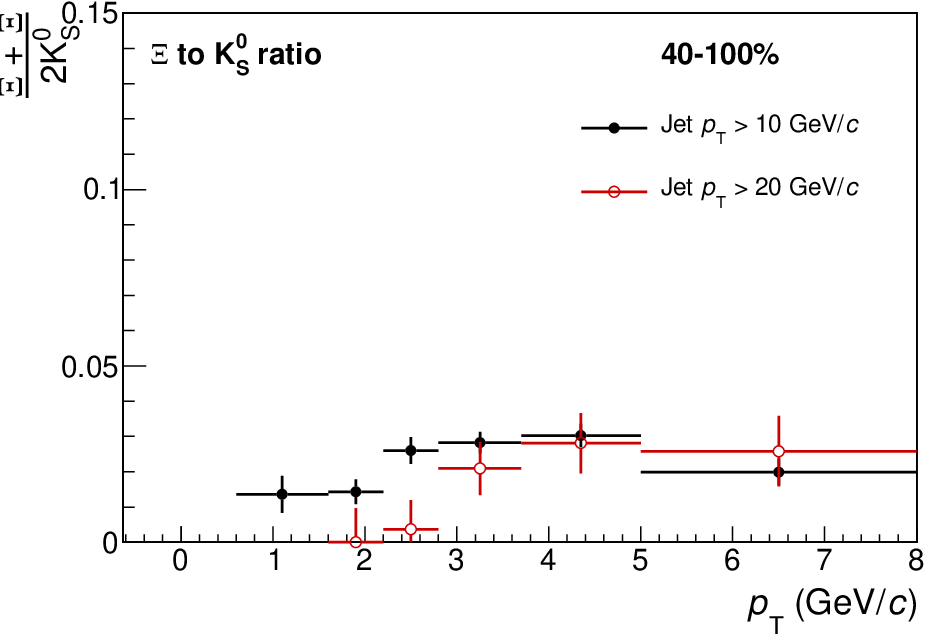 Ξ + Ξ
2K⁰S
Ξ to K⁰S ratio
40-100%
Jet pT > 10 GeV/c
Jet pT > 20 GeV/c
0.15
0.1
0.05
0
0 1 2 3 4 5 6 7 8
pT (GeV/c)